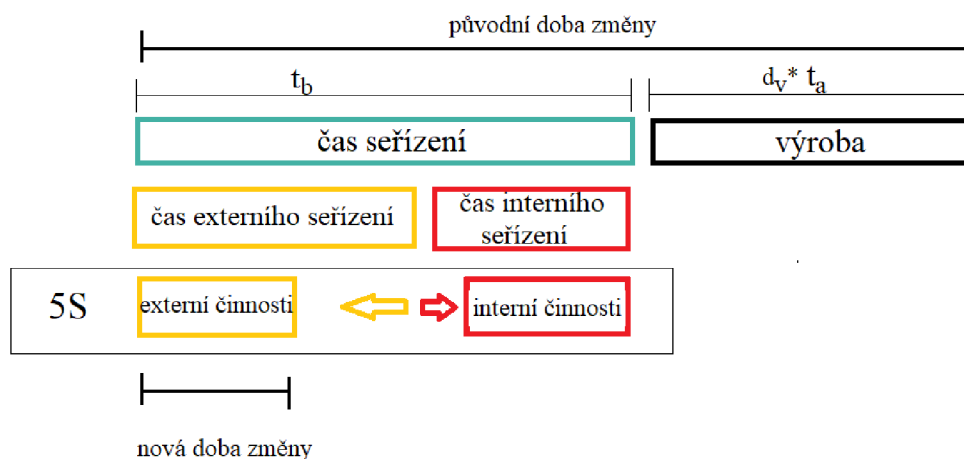 původní doba změny
t_b
d_v* t_a
čas seřízení
výroba
čas externího seřízení
čas interního
seřízení
5S
externí činnosti
interní činnosti
nová doba změny